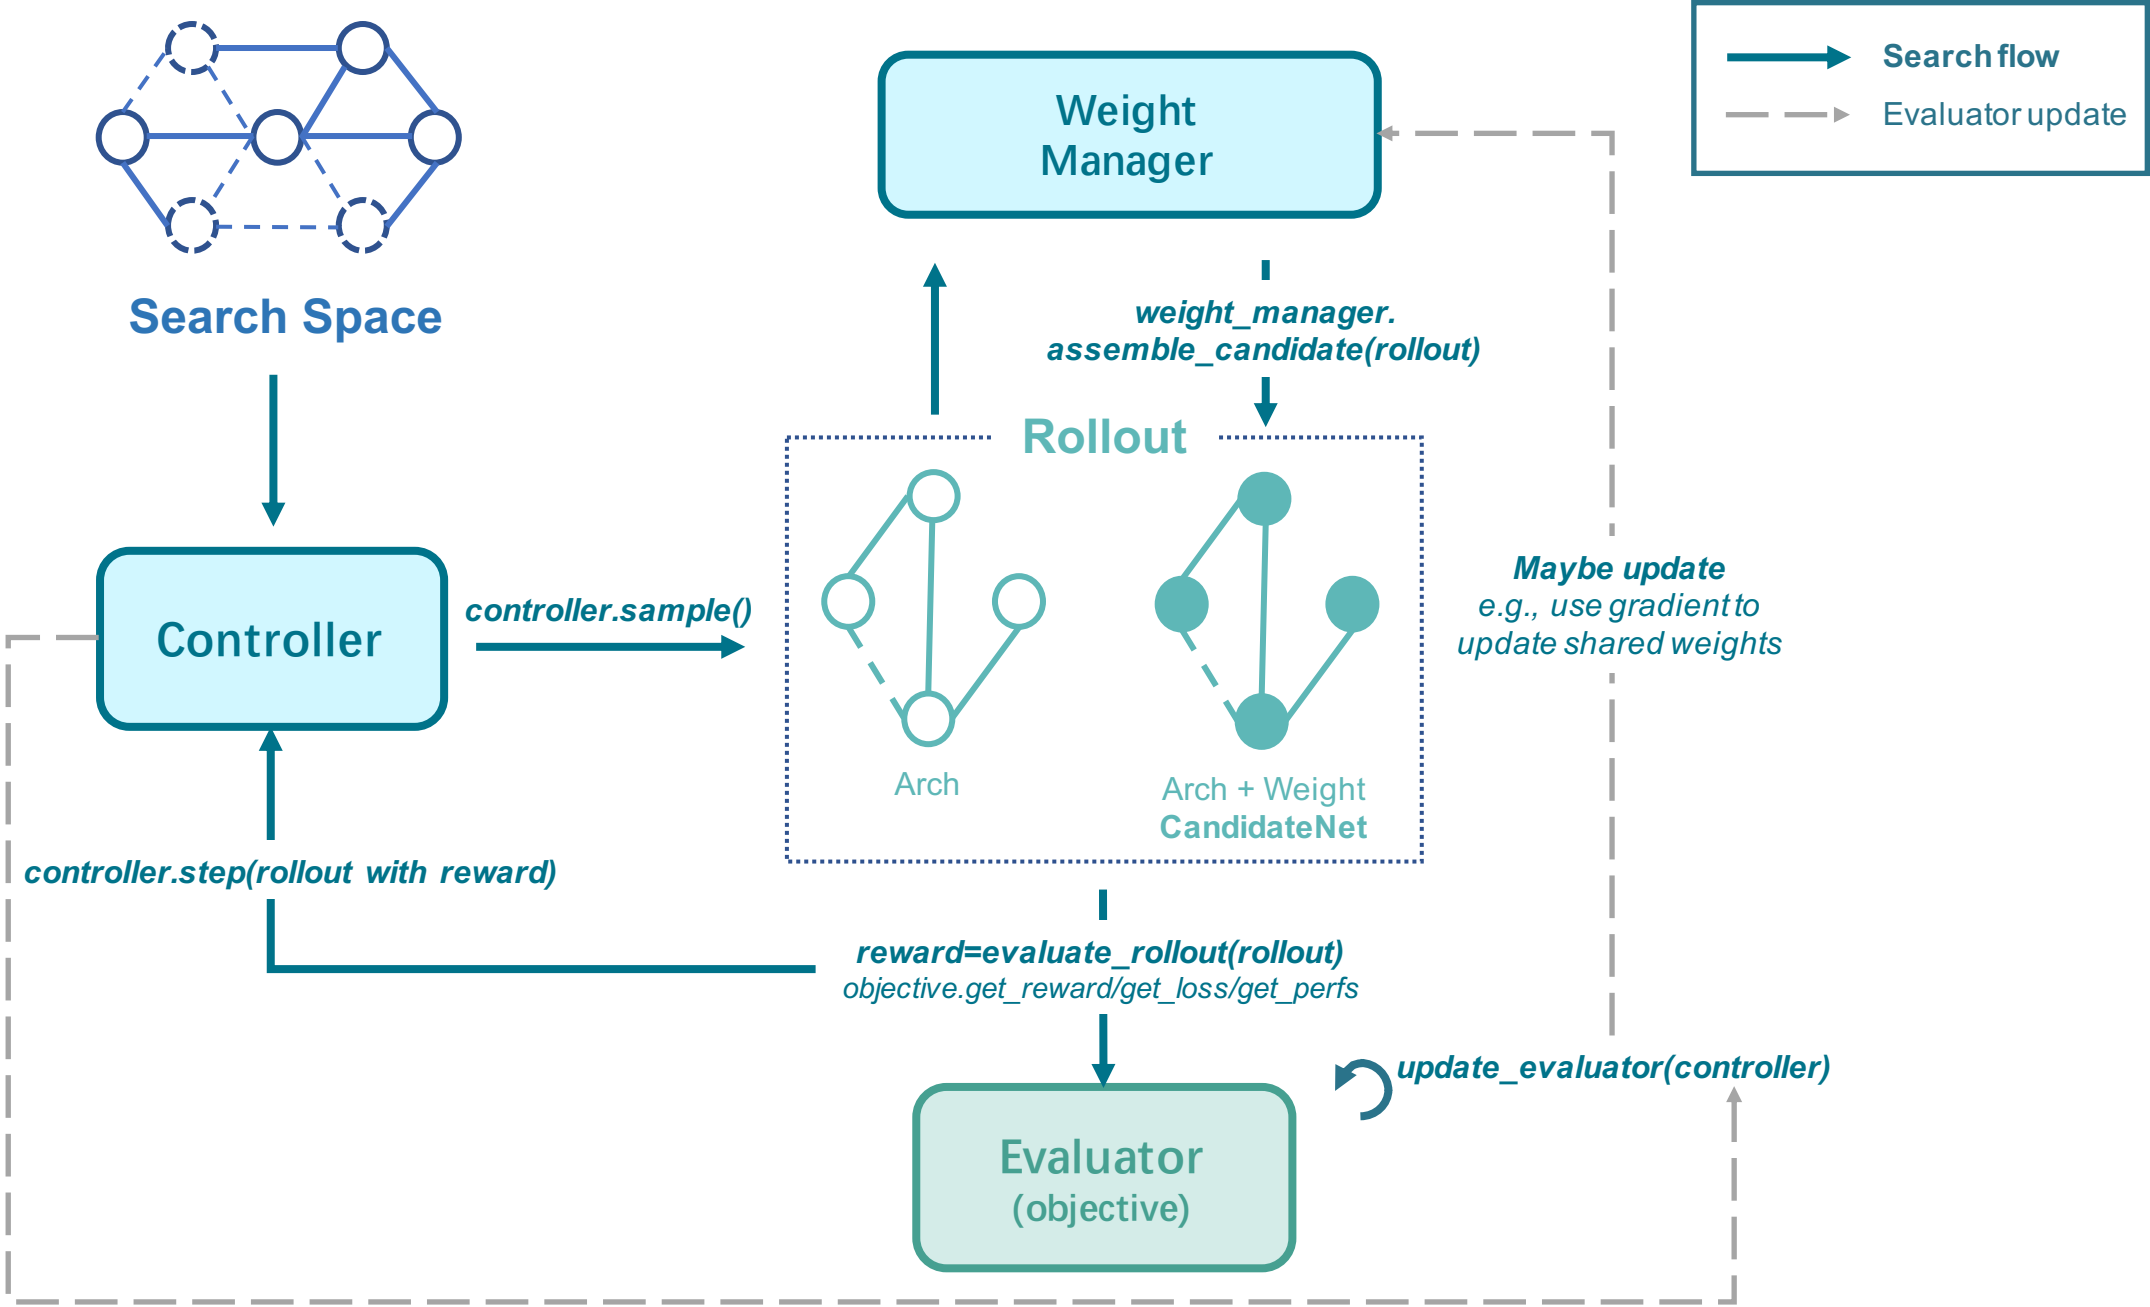 Search flow
Evaluator update
Weight
Manager
Search Space
weight_manager.
assemble_candidate(rollout)
Rollout
Controller
controller.sample()
Maybe update
e.g., use gradient to
update shared weights
Arch
Arch + Weight
CandidateNet
controller.step(rollout with reward)
reward=evaluate_rollout(rollout)
objective.get_reward/get_loss/get_perfs
update_evaluator(controller)
Evaluator
(objective)